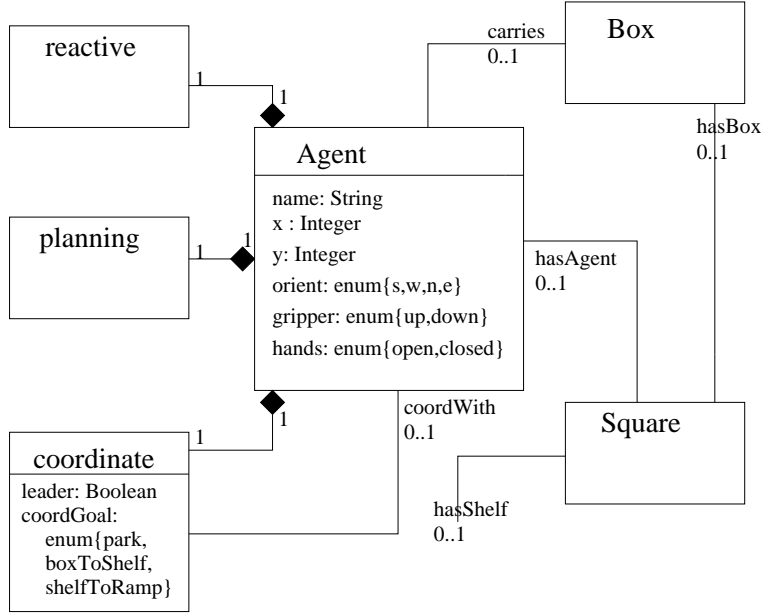 reactive
1
1
carries
0..1
Box
hasBox
0..1
Agent
name: String
x : Integer
y: Integer
orient: enum{s,w,n,e}
gripper: enum{up,down}
hands: enum{open,closed}
planning
1
1
hasAgent
0..1
coordWith
0..1
1
1
coordinate
leader: Boolean
coordGoal:
enum{park,
boxToShelf,
shelfToRamp}
Square
hasShelf
0..1